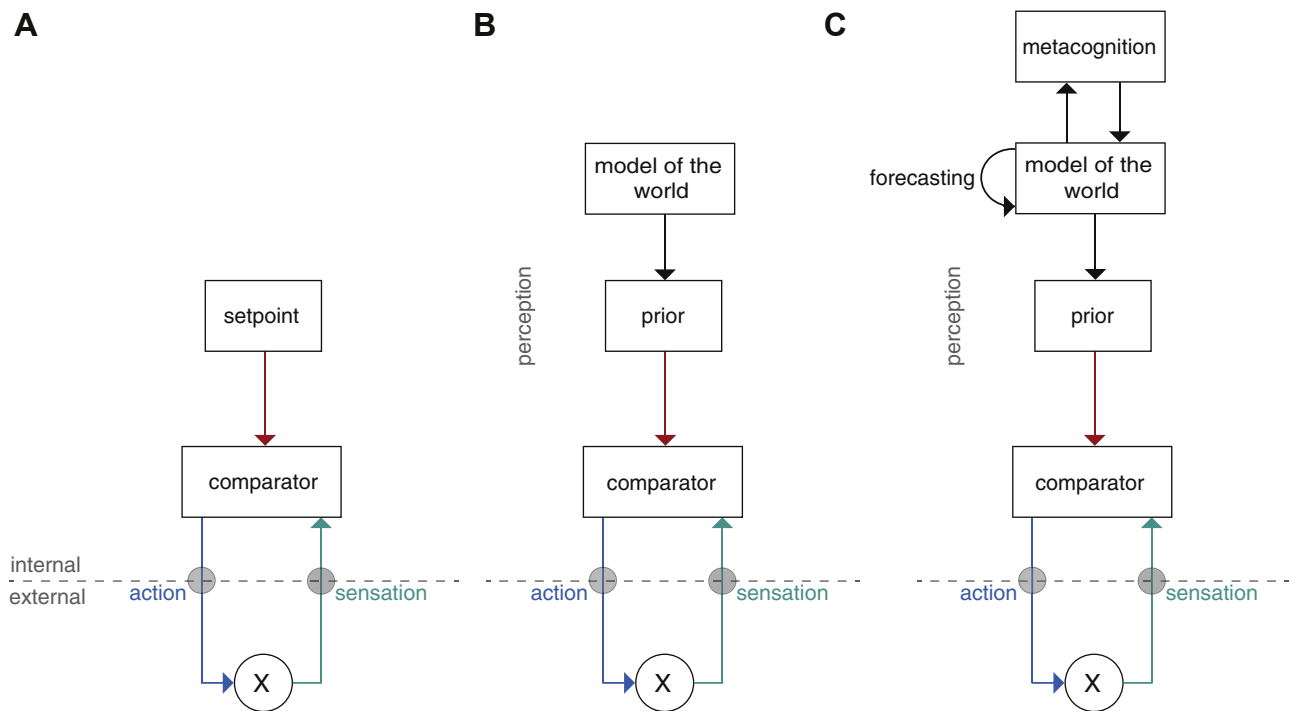 A
setpoint
comparator
internal
external
action
sensation
X
B
model of the
world
perception
prior
comparator
action
sensation
X
C
metacognition
forecasting
model of the
world
perception
prior
comparator
action
sensation
X